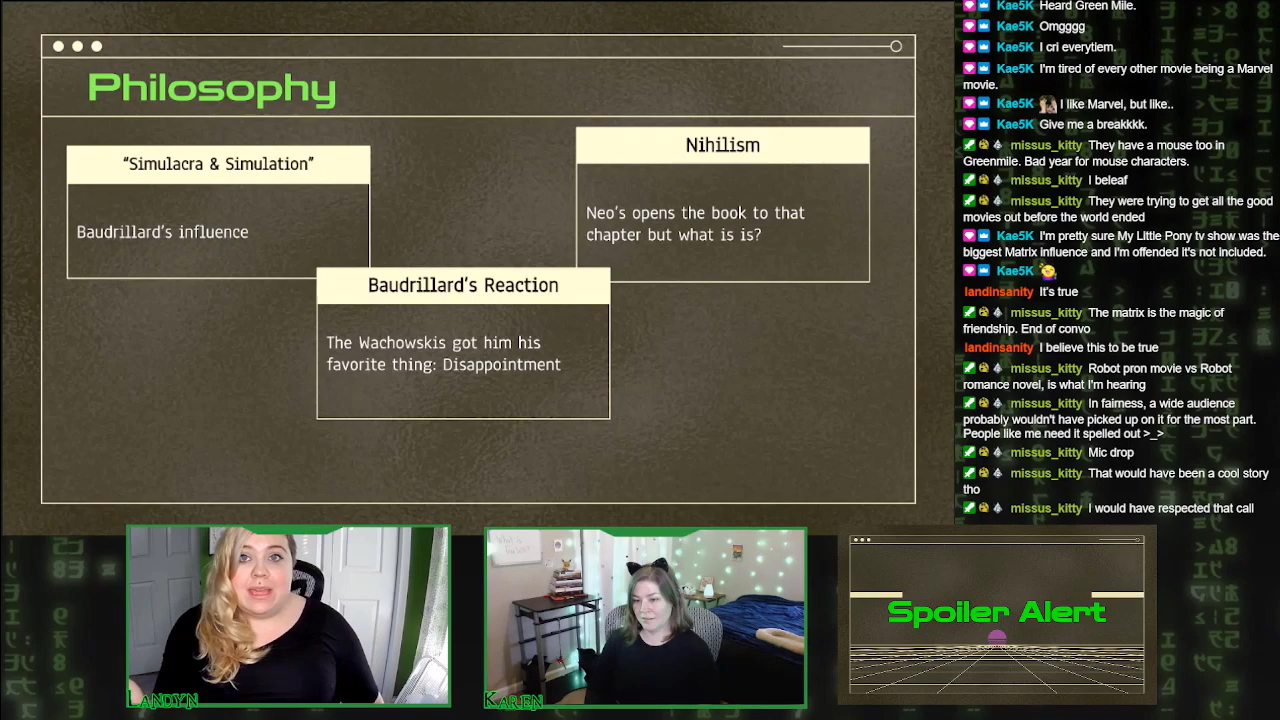 Philosophy
"Simulacra & Simulation"
Baudrillard's influence
Nihilism
Neo's opens the book to that
chapter but what is is?
Baudrillard's Reaction
The Wachowskis got him his
favorite thing: Disappointment
Kae5K Heard Green Mile.
Kae5K Omgggg
Kae5K I cri everytiem.
Kae5K I'm tired of every other movie being a Marvel
movie.
Kae5K I like Marvel, but like..
Kae5K Give me a breakkkk.
missus_kitty They have a mouse too in
Greenmile. Bad year for mouse characters.
missus_kitty I beleaf
missus_kitty They were trying to get all the good
movies out before the world ended
Kae5K I'm pretty sure My Little Pony tv show was the
biggest Matrix influence and I'm offended it's not included.
Kae5K
landinsanity It's true
missus_kitty The matrix is the magic of
friendship. End of convo
landinsanity I believe this to be true
missus_kitty Robot pron movie vs Robot
romance novel, is what I'm hearing
missus_kitty In fairness, a wide audience
probably wouldn't have picked up on it for the most part.
People like me need it spelled out >_>
missus_kitty Mic drop
missus_kitty That would have been a cool story
tho
missus_kitty I would have respected that call
Landyn
Karen
Spoiler Alert